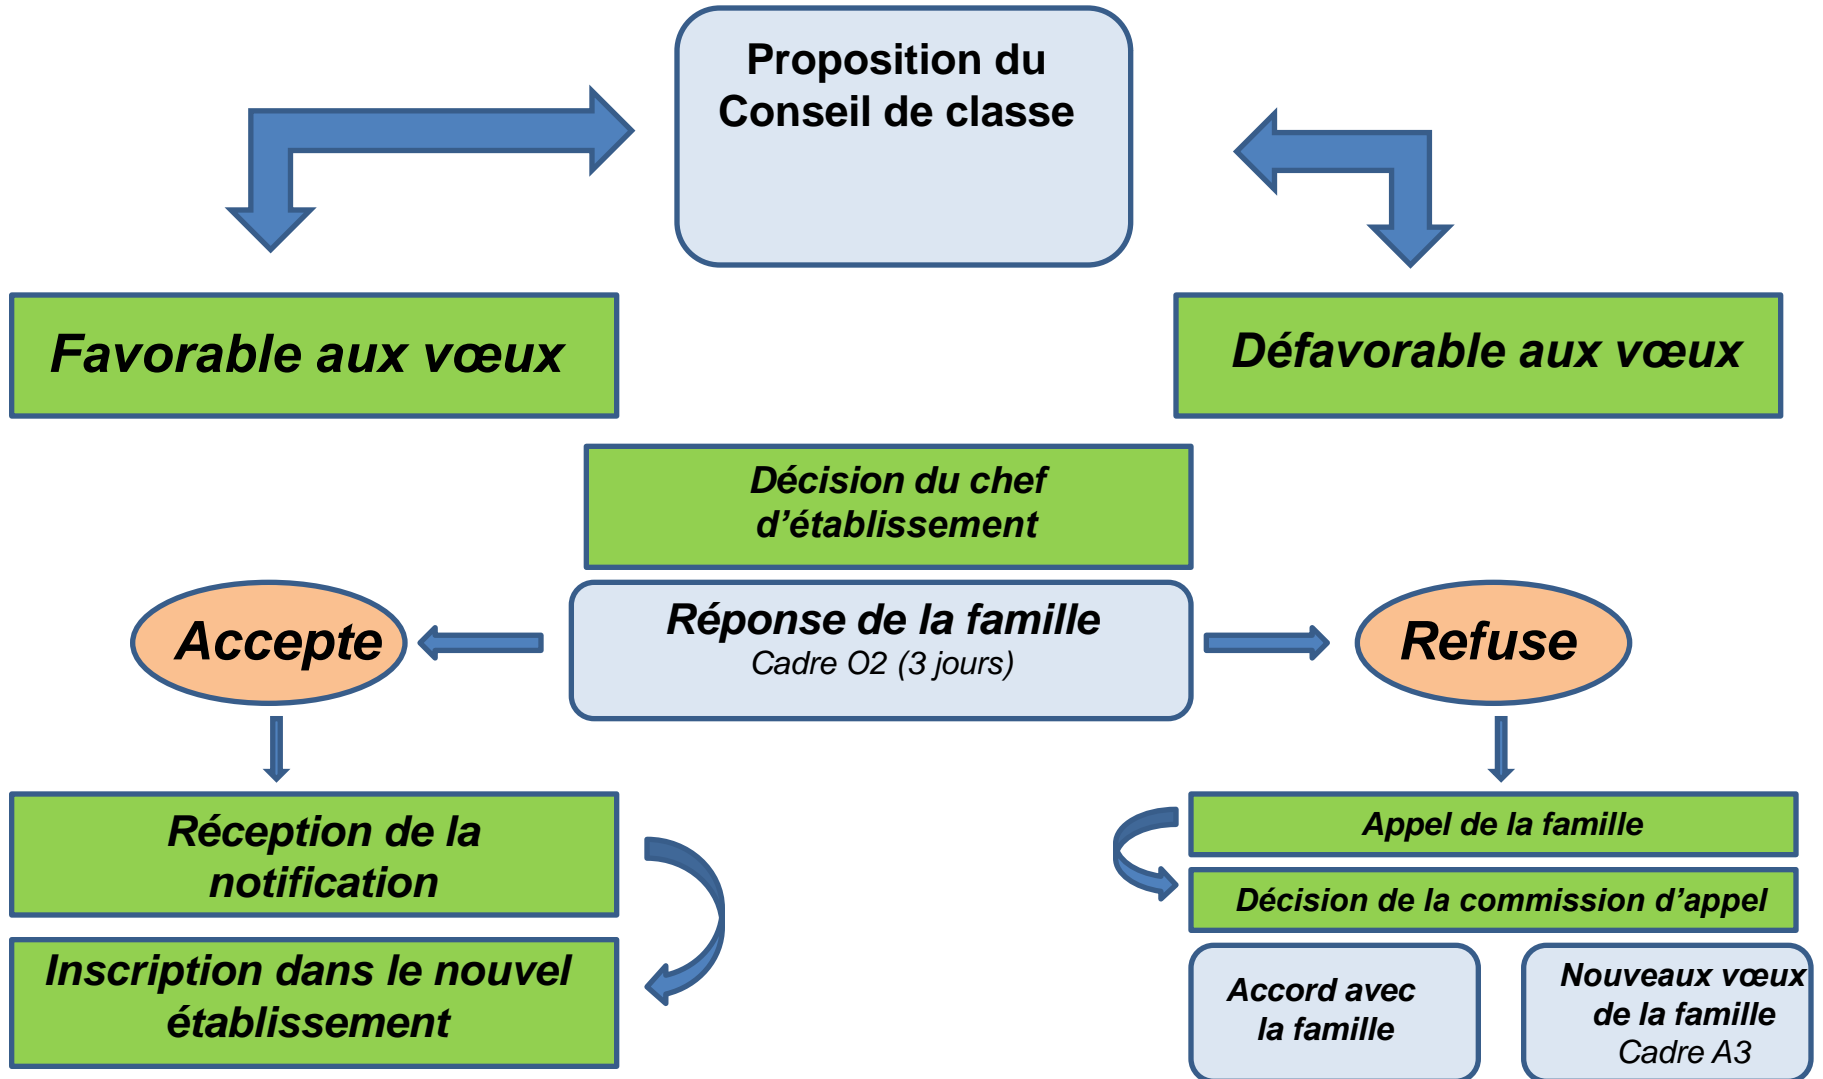 Proposition du
Conseil de classe
Favorable aux vœux
Défavorable aux vœux
Décision du chef
d’établissement
Réponse de la famille
Cadre O2 (3 jours)
Accepte
Refuse
Réception de la
notification
Inscription dans le nouvel
établissement
Appel de la famille
Décision de la commission d’appel
Accord avec
la famille
Nouveaux vœux
de la famille
Cadre A3